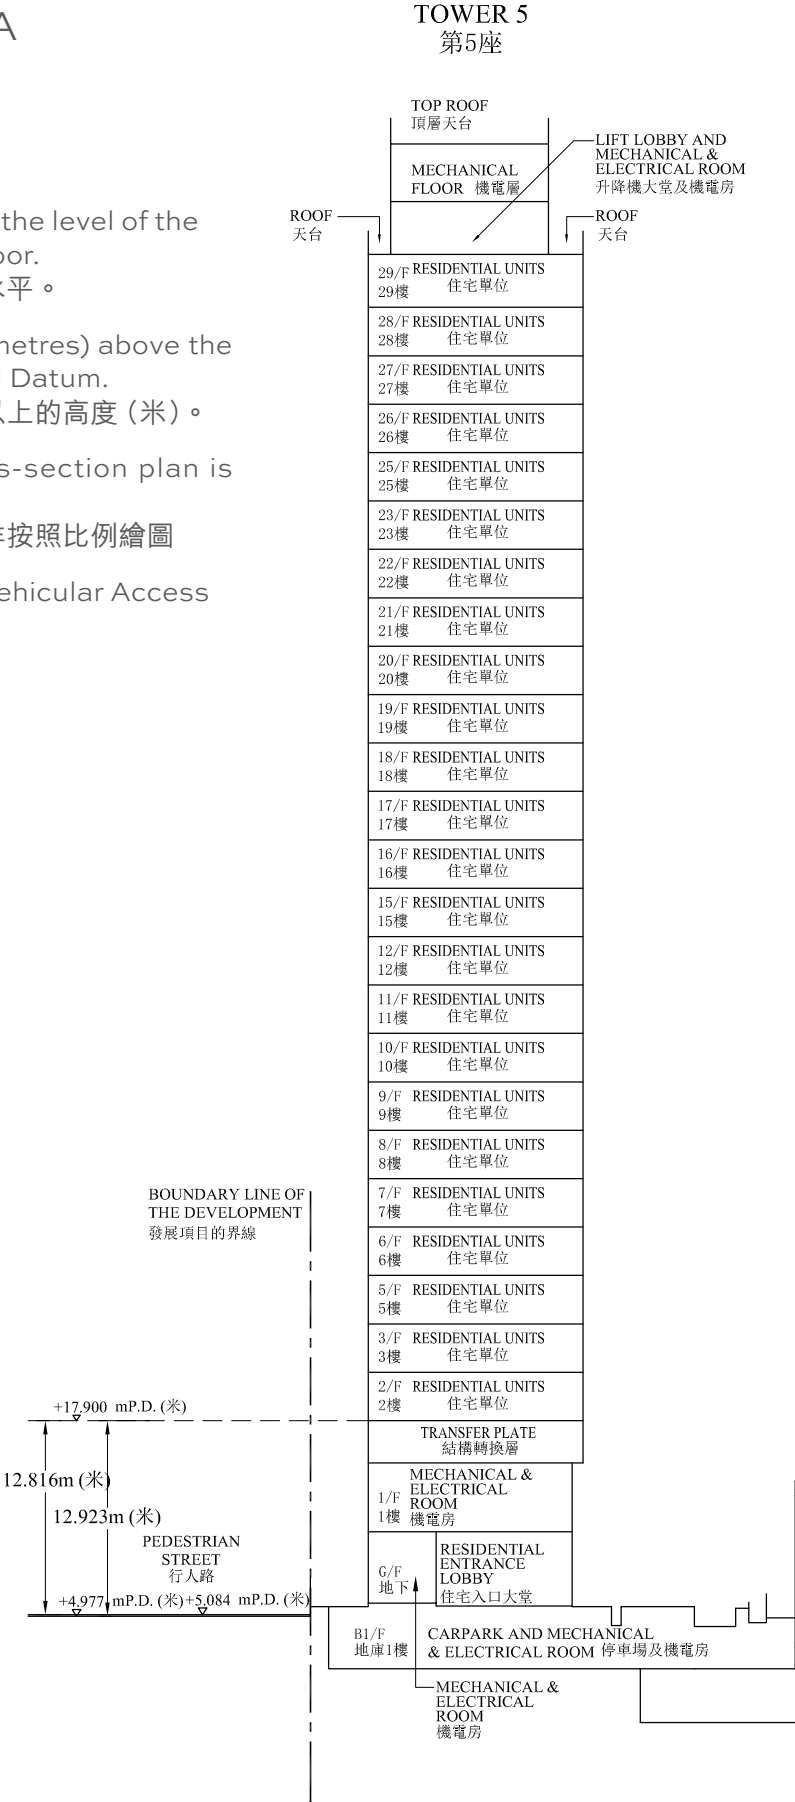 A
the level of the
oor.
水平。
metres) above the
Datum.
以上的高度（米）。
s-section plan is
非按照比例繪圖
ehicular Access
TOWER 5
第5座
TOP ROOF
頂層天台
MECHANICAL
FLOOR 機電層
LIFT LOBBY AND
MECHANICAL &
ELECTRICAL ROOM
升降機大堂及機電房
ROOF
天台
ROOF
天台
29/F RESIDENTIAL UNITS
29樓 住宅單位
28/F RESIDENTIAL UNITS
28樓 住宅單位
27/F RESIDENTIAL UNITS
27樓 住宅單位
26/F RESIDENTIAL UNITS
26樓 住宅單位
25/F RESIDENTIAL UNITS
25樓 住宅單位
23/F RESIDENTIAL UNITS
23樓 住宅單位
22/F RESIDENTIAL UNITS
22樓 住宅單位
21/F RESIDENTIAL UNITS
21樓 住宅單位
20/F RESIDENTIAL UNITS
20樓 住宅單位
19/F RESIDENTIAL UNITS
19樓 住宅單位
18/F RESIDENTIAL UNITS
18樓 住宅單位
17/F RESIDENTIAL UNITS
17樓 住宅單位
16/F RESIDENTIAL UNITS
16樓 住宅單位
15/F RESIDENTIAL UNITS
15樓 住宅單位
12/F RESIDENTIAL UNITS
12樓 住宅單位
11/F RESIDENTIAL UNITS
11樓 住宅單位
10/F RESIDENTIAL UNITS
10樓 住宅單位
9/F RESIDENTIAL UNITS
9樓 住宅單位
8/F RESIDENTIAL UNITS
8樓 住宅單位
7/F RESIDENTIAL UNITS
7樓 住宅單位
6/F RESIDENTIAL UNITS
6樓 住宅單位
5/F RESIDENTIAL UNITS
5樓 住宅單位
3/F RESIDENTIAL UNITS
3樓 住宅單位
2/F RESIDENTIAL UNITS
2樓 住宅單位
BOUNDARY LINE OF
THE DEVELOPMENT
發展項目的界線
+17.900 mP.D. (米)
TRANSFER PLATE
結構轉換層
12.816m (米)
12.923m (米)
1/F
1樓
MECHANICAL &
ELECTRICAL
ROOM
機電房
PEDESTRIAN
STREET
行人路
G/F
地下
RESIDENTIAL
ENTRANCE
LOBBY
住宅入口大堂
+4.977 mP.D. (米)
+5.084 mP.D. (米)
B1/F
地庫1樓
CARPARK AND MECHANICAL
& ELECTRICAL ROOM 停車場及機電房
MECHANICAL &
ELECTRICAL
ROOM
機電房